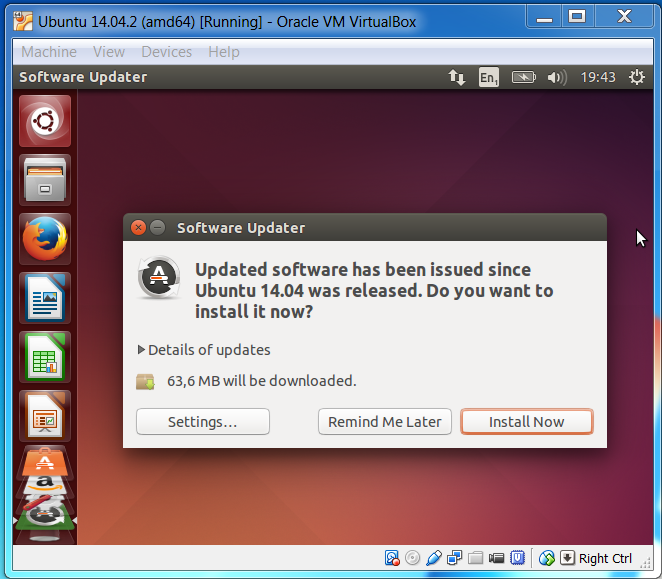 Ubuntu 14.04.2 (amd64) [Running] - Oracle VM VirtualBox
Machine View Devices Help
Software Updater En1 19:43
Software Updater
Updated software has been issued since
Ubuntu 14.04 was released. Do you want to
install it now?
Details of updates
63,6 MB will be downloaded.
Settings... Remind Me Later Install Now
a
Right Ctrl